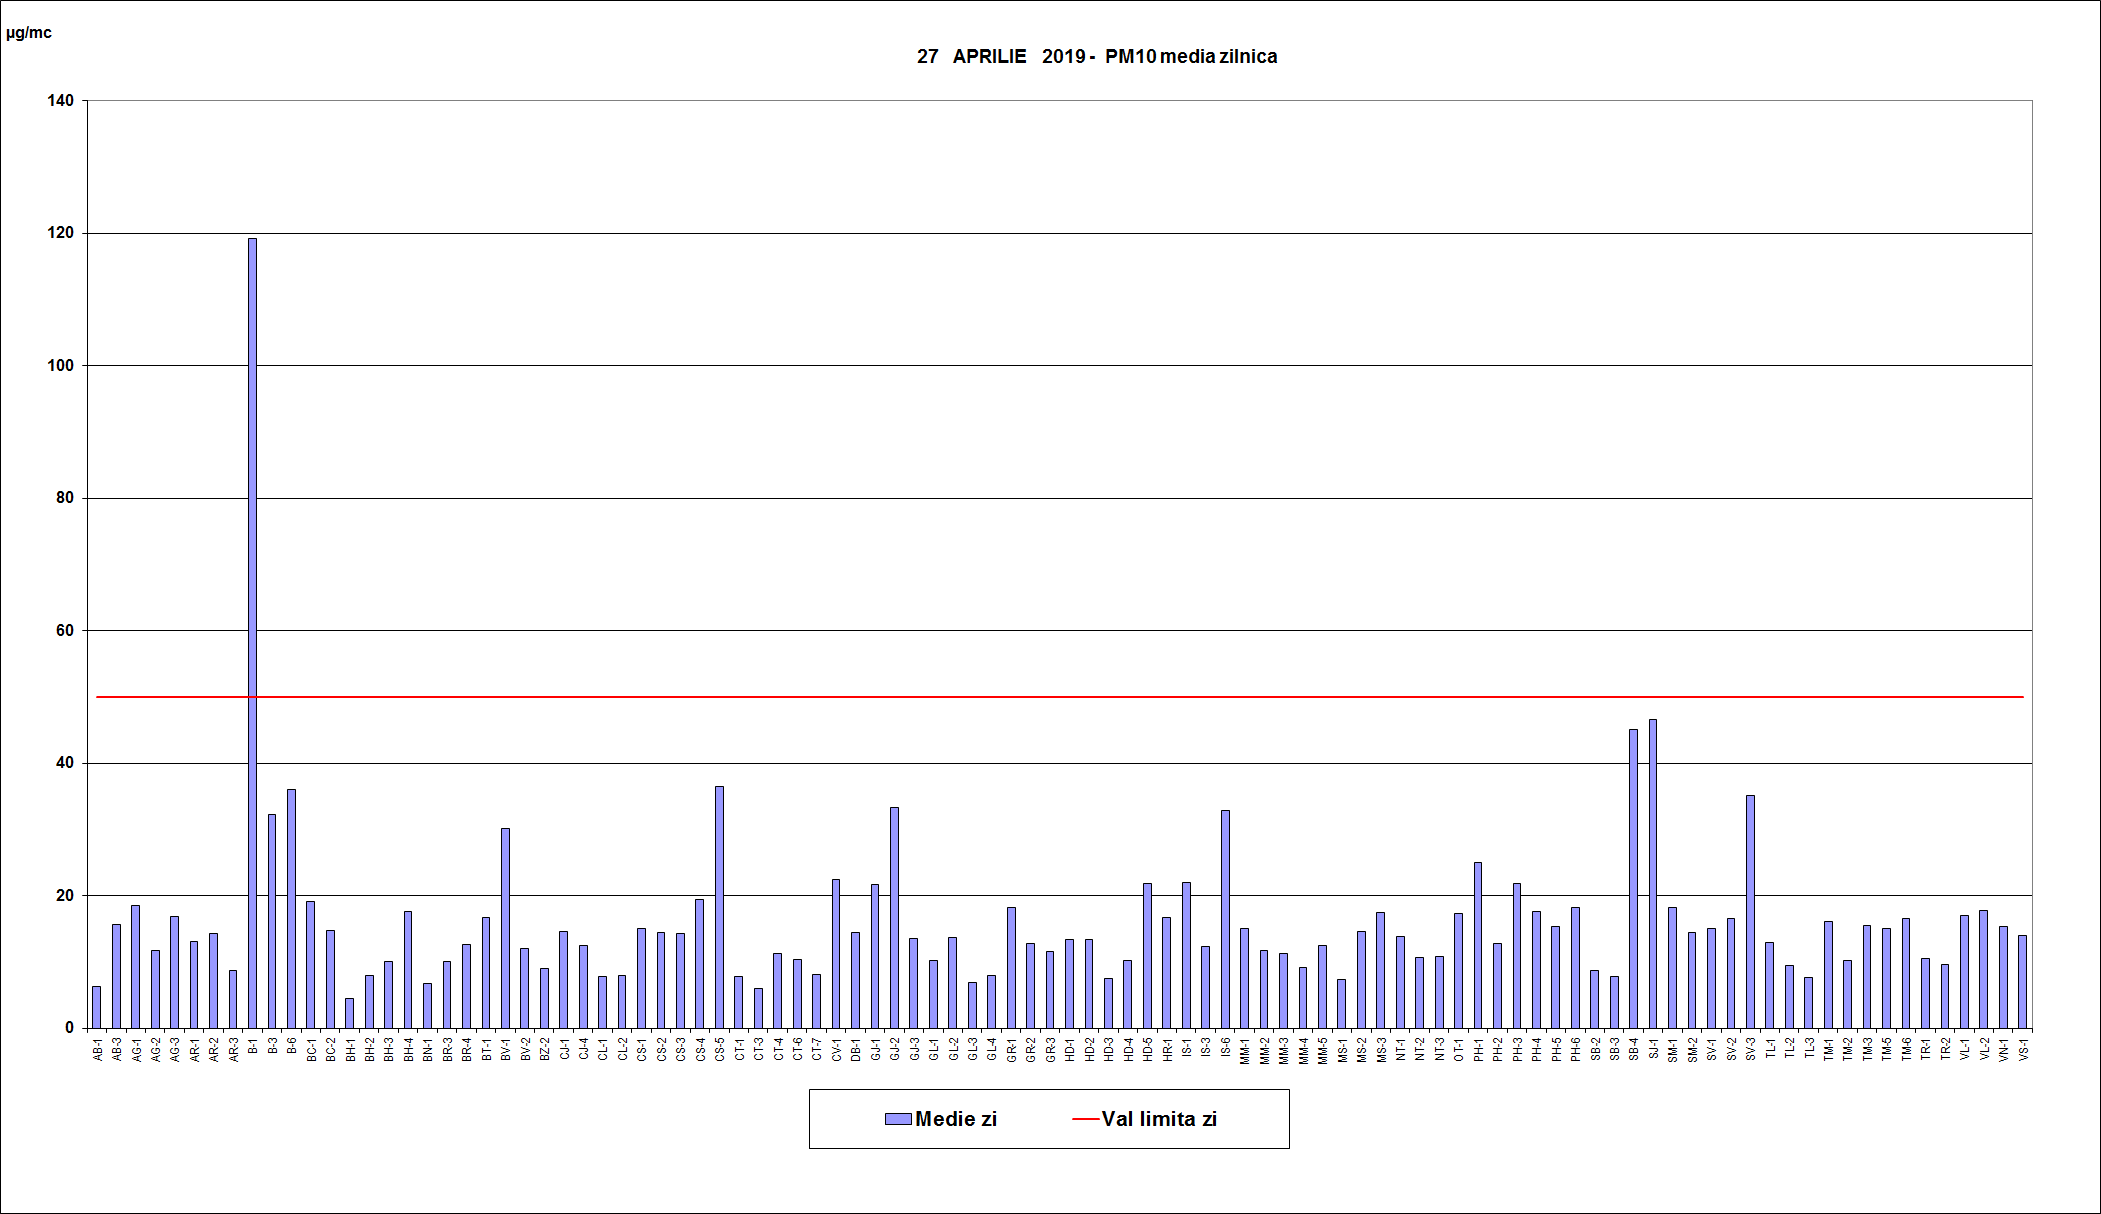 µg/mc
27 APRILIE 2019 - PM10 media zilnica
140
120
100
80
60
40
20
0
AB-1 AB-3 AG-1 AG-2 AG-3 AR-1 AR-2 AR-3 B-1 B-3 B-6 BC-1 BC-2 BH-1 BH-2 BH-3 BH-4 BN-1 BR-3 BR-4 BT-1 BV-1 BV-2 BZ-2 CJ-1 CJ-4 CL-1 CL-2 CS-1 CS-2 CS-3 CS-4 CS-5 CT-1 CT-3 CT-4 CT-6 CT-7 CV-1 DB-1 GJ-1 GJ-2 GJ-3 GL-1 GL-2 GL-3 GL-4 GR-1 GR-2 GR-3 HD-1 HD-2 HD-3 HD-4 HD-5 HR-1 IS-1 IS-3 IS-6 MM-1 MM-2 MM-3 MM-4 MM-5 MS-1 MS-2 MS-3 NT-1 NT-2 NT-3 OT-1 PH-1 PH-2 PH-3 PH-4 PH-5 PH-6 SB-2 SB-3 SB-4 SJ-1 SM-1 SM-2 SV-1 SV-2 SV-3 TL-1 TL-2 TL-3 TM-1 TM-2 TM-3 TM-5 TM-6 TR-1 TR-2 VL-1 VL-2 VN-1 VS-1
Medie zi Val limita zi